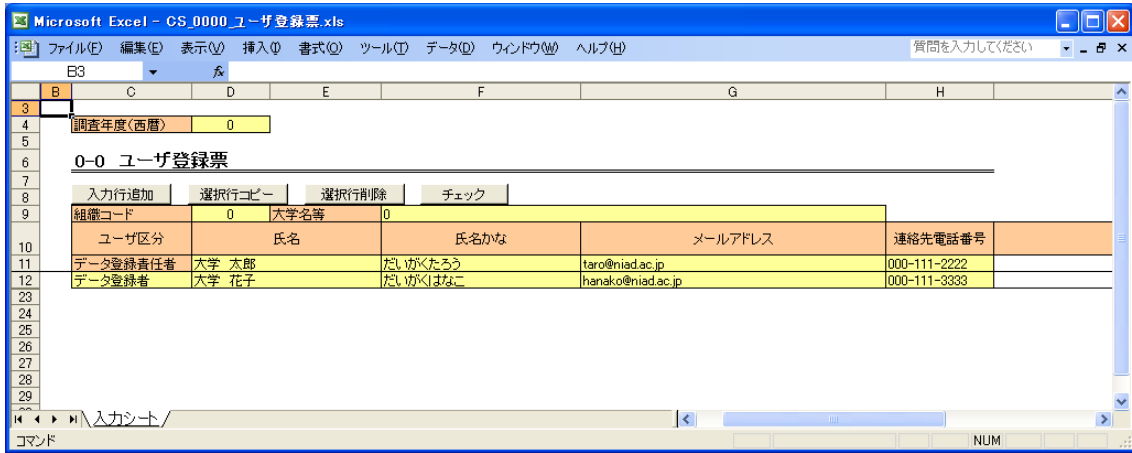 Microsoft Excel - CS_0000_ユーザ登録票.xls
ファイル(F) 編集(E) 表示(V) 挿入(I) 書式(O) ツール(T) データ(D) ウィンドウ(W) ヘルプ(H) 質問を入力してください
B3 fx
B C D E F G H
3
4 調査年度(西暦) 0
5
6 0-0 ユーザ登録票
7
8 入力行追加 選択行コピー 選択行削除 チェック
9 組織コード 0 大学名等 0
10 ユーザ区分 氏名 氏名かな メールアドレス 連絡先電話番号
11 データ登録責任者 大学 太郎 だいがくたろう taro@niad.ac.jp 000-111-2222
12 データ登録者 大学 花子 だいがくはなこ hanako@niad.ac.jp 000-111-3333
23
24
25
26
27
28
29
入力シート
コマンド NUM